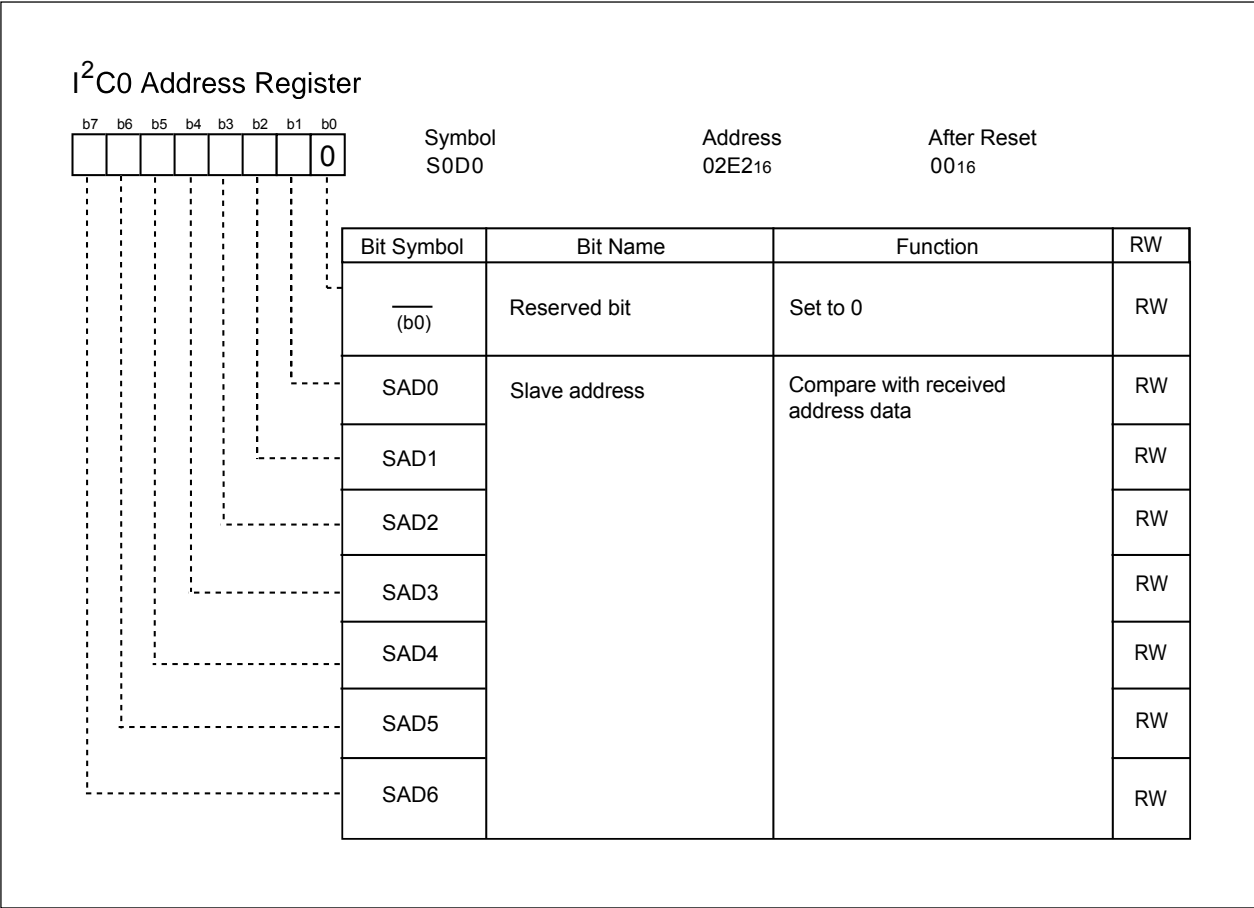 I²C0 Address Register
b7 b6 b5 b4 b3 b2 b1 b0
0
Symbol Address After Reset
S0D0 02E216 0016
Bit Symbol Bit Name Function RW
(b0) Reserved bit Set to 0 RW
SAD0 Slave address Compare with received address data RW
SAD1 RW
SAD2 RW
SAD3 RW
SAD4 RW
SAD5 RW
SAD6 RW